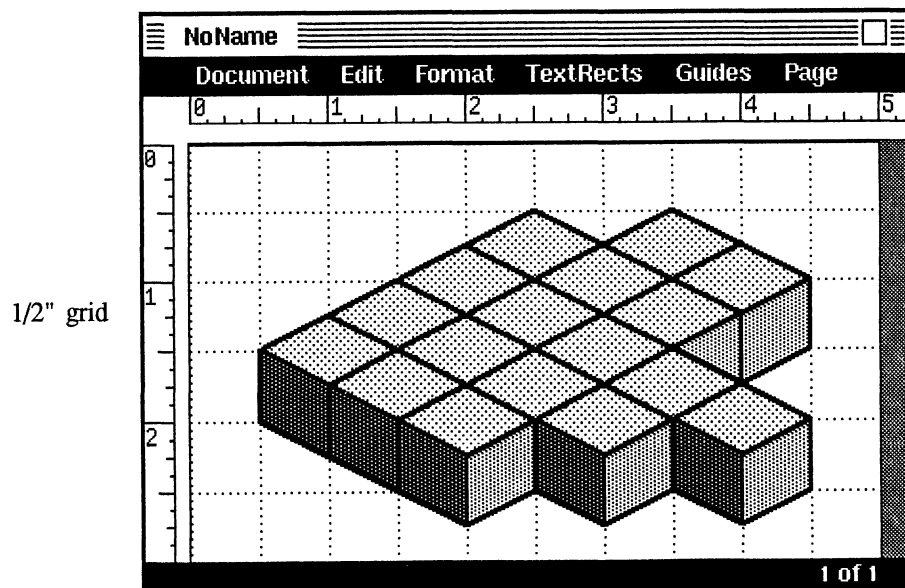 NoName
Document Edit Format TextRects Guides Page
0 1 2 3 4 5
0
1/2" grid
1
2
1 of 1